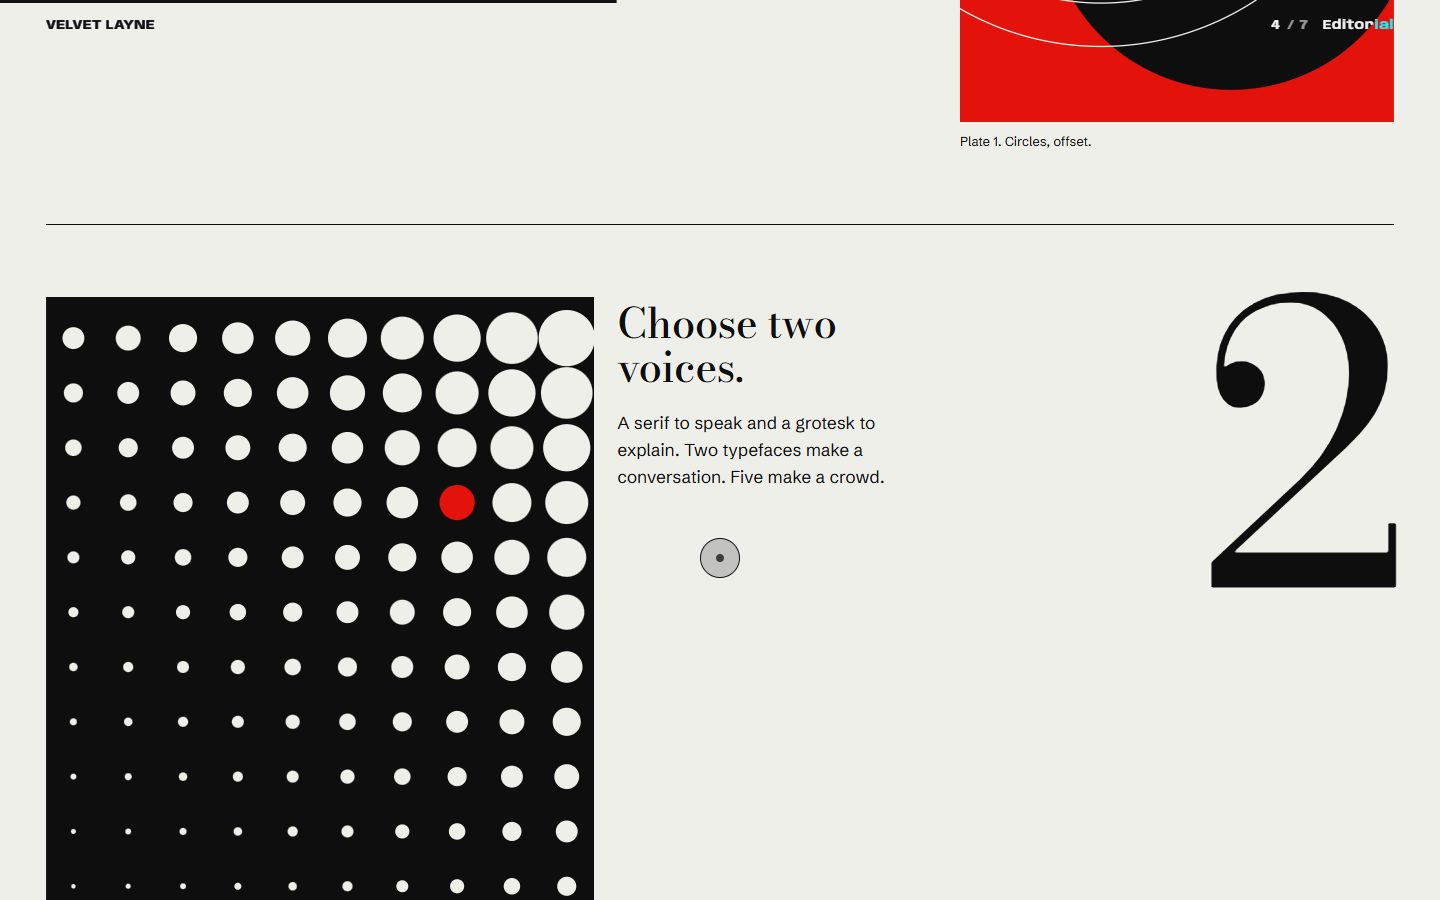 VELVET LAYNE
4 / 7 Editorial
Plate 1. Circles, offset.
Choose two
voices.
A serif to speak and a grotesk to
explain. Two typefaces make a
conversation. Five make a crowd.
2